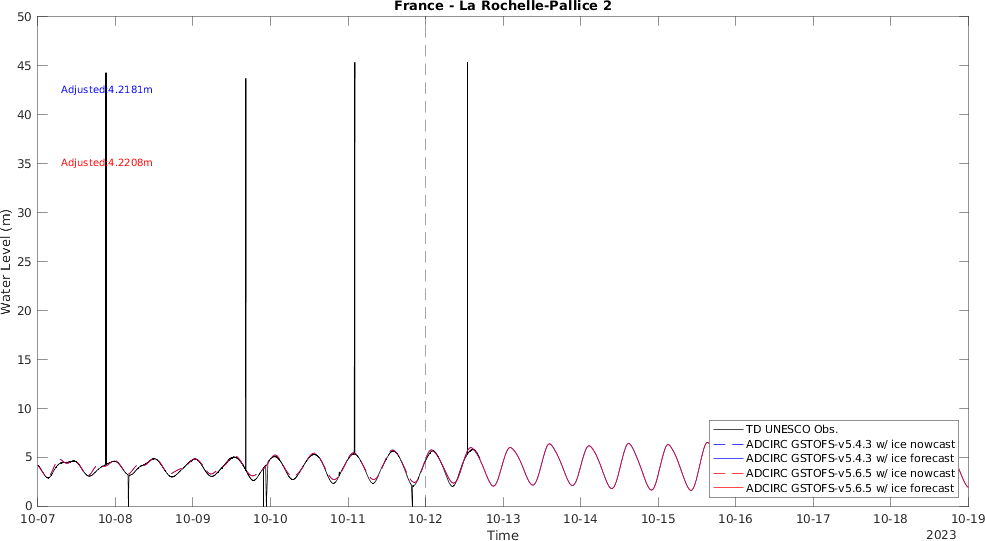 France - La Rochelle-Pallice 2
50
45
40
35
30
25
20
15
10
5
0
Water Level (m)
Adjusted 4.2181m
Adjusted 4.2208m
TD UNESCO Obs.
ADCIRC GSTOFS-v5.4.3 w/ ice nowcast
ADCIRC GSTOFS-v5.4.3 w/ ice forecast
ADCIRC GSTOFS-v5.6.5 w/ ice nowcast
ADCIRC GSTOFS-v5.6.5 w/ ice forecast
10-07 10-08 10-09 10-10 10-11 10-12 10-13 10-14 10-15 10-16 10-17 10-18 10-19
Time
2023